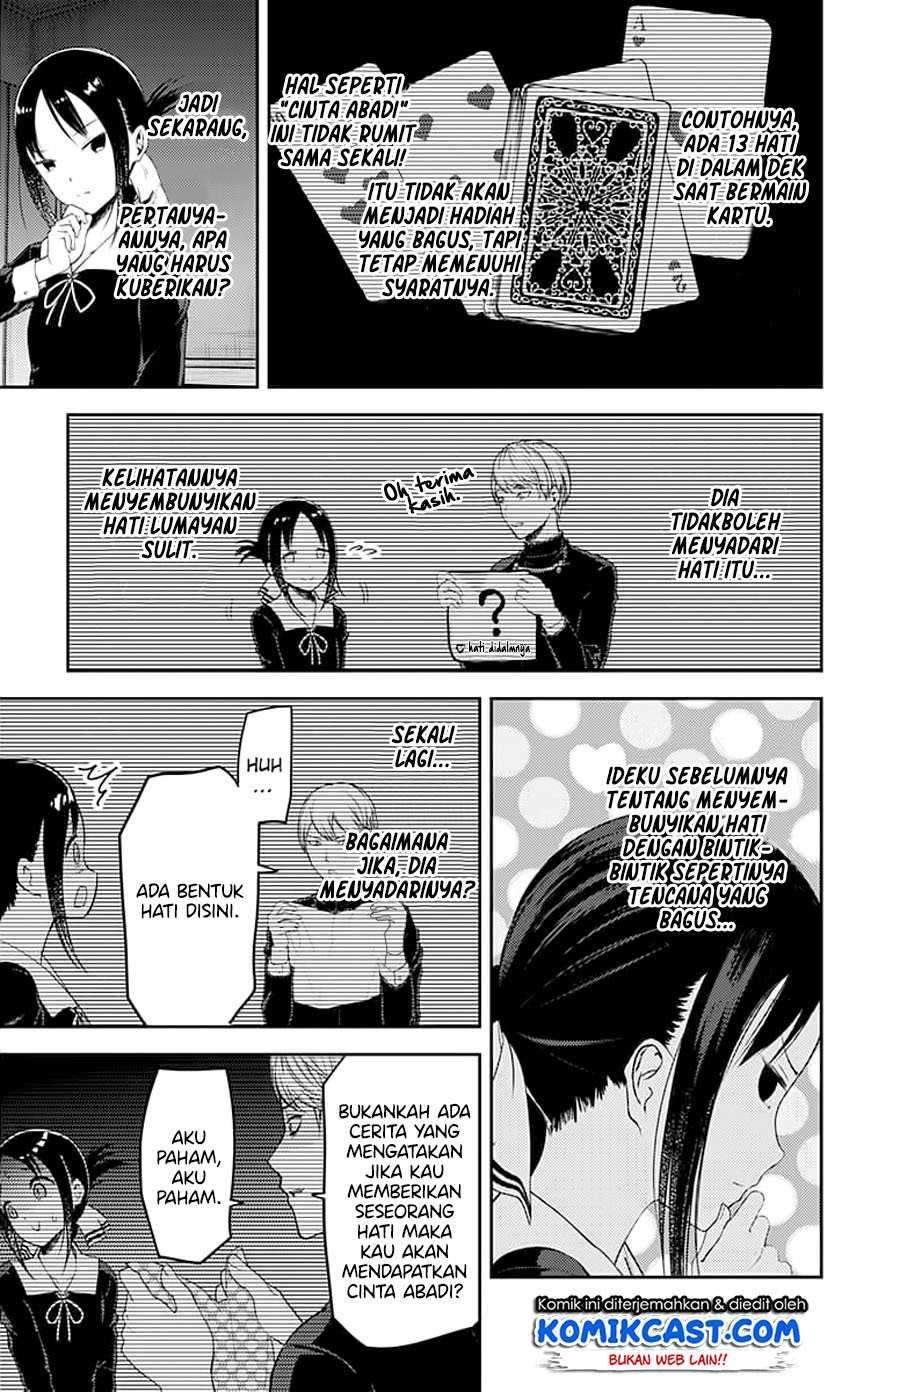 CONTOHNYA,
ADA 13 HATI
DI DALAM DEK
SAAT BERMAIN
KARTU.
HAL SEPERTI
"CINTA ABADI"
INI TIDAK RUMIT
SAMA SEKALI!
ITU TIDAK AKAN
MENJADI HADIAH
YANG BAGUS, TAPI
TETAP MEMENUHI
SYARATNYA.
A
2
JADI
SEKARANG,
PERTANYA-
ANNYA, APA
YANG HARUS
KUBERIKAN?
DIA
TIDAKBOLEH
MENYADARI
HATI ITU...
Oh terima
kasih.
?
♡ hati didalmnya
KELIHATANNYA
MENYEMBUNYIKAN
HATI LUMAYAN
SULIT.
IDEKU SEBELUMNYA
TENTANG MENYEM-
BUNYIKAN HATI
DENGAN BINTIK-
BINTIK SEPERTINYA
TENCANA YANG
BAGUS...
SEKALI
LAGI...
BAGAIMANA
JIKA, DIA
MENYADARINYA?
HUH
...
ADA BENTUK
HATI DISINI.
BUKANKAH ADA
CERITA YANG
MENGATAKAN
JIKA KAU
MEMBERIKAN
SESEORANG
HATI MAKA
KAU AKAN
MENDAPATKAN
CINTA ABADI?
AKU
PAHAM,
AKU
PAHAM.
Komik ini diterjemahkan & diedit oleh
KOMIKCAST.COM
BUKAN WEB LAIN!!